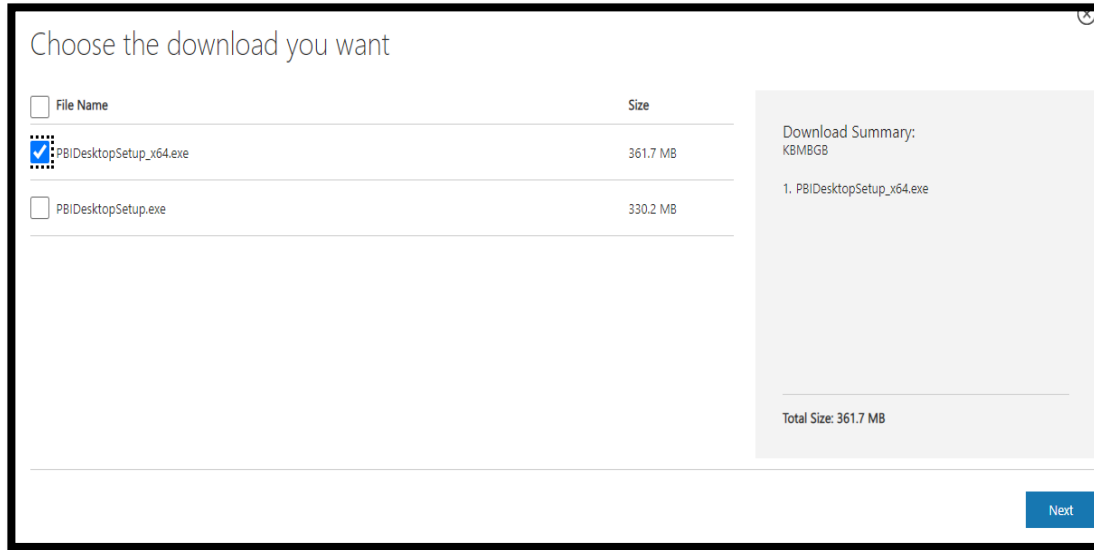 Choose the download you want
File Name Size
PBIDesktopSetup_x64.exe 361.7 MB
PBIDesktopSetup.exe 330.2 MB
Download Summary:
KBMBGB
1. PBIDesktopSetup_x64.exe
Total Size: 361.7 MB
Next